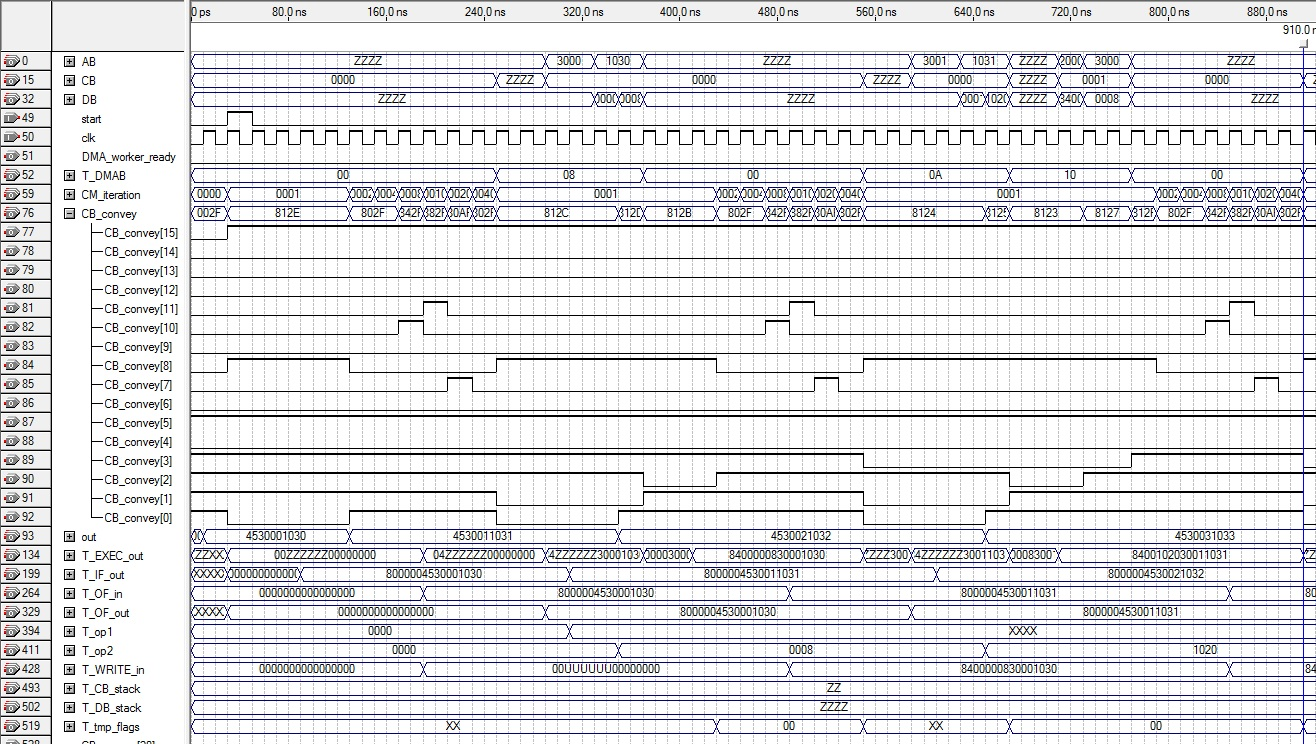 0 ps 80.0 ns 160.0 ns 240.0 ns 320.0 ns 400.0 ns 480.0 ns 560.0 ns 640.0 ns 720.0 ns 800.0 ns 880.0 ns
910.0 n
0 AB ZZZZ 3000 1030 ZZZZ 3001 1031 ZZZZ 3000 ZZZZ
15 CB 0000 ZZZZ 0000 ZZZZ 0000 ZZZZ 0001 0000
32 DB ZZZZ ZZZZ ZZZZ 0008 ZZZZ
49 start
50 clk
51 DMA_worker_ready
52 T_DMAB 00 08 00 0A 10 00
59 CM_iteration 0000 0001 0001 0001
76 CB_convey 002F 812E 802F 812C 812B 802F 8124 8123 8127 802F
77 CB_convey[15]
78 CB_convey[14]
79 CB_convey[13]
80 CB_convey[12]
81 CB_convey[11]
82 CB_convey[10]
83 CB_convey[9]
84 CB_convey[8]
85 CB_convey[7]
86 CB_convey[6]
87 CB_convey[5]
88 CB_convey[4]
89 CB_convey[3]
90 CB_convey[2]
91 CB_convey[1]
92 CB_convey[0]
93 out 4530001030 4530011031 4530021032 4530031033
134 T_EXEC_out ZZXX 00ZZZZZZ00000000 04ZZZZZZ00000000 4ZZZZZZ3000103 8400000830001030 4ZZZZZZ3001103 8400102030011031
199 T_IF_out 8000004530001030 8000004530011031 8000004530021032
264 T_OF_in 0000000000000000 8000004530001030 8000004530011031 80
329 T_OF_out XXXX 0000000000000000 8000004530001030 8000004530011031
394 T_op1 0000 XXXX
411 T_op2 0000 0008 1020
428 T_WRITE_in 0000000000000000 00UUUUUU00000000 8400000830001030 84
493 T_CB_stack ZZ
502 T_DB_stack ZZZZ
519 T_tmp_flags XX 00 XX 00